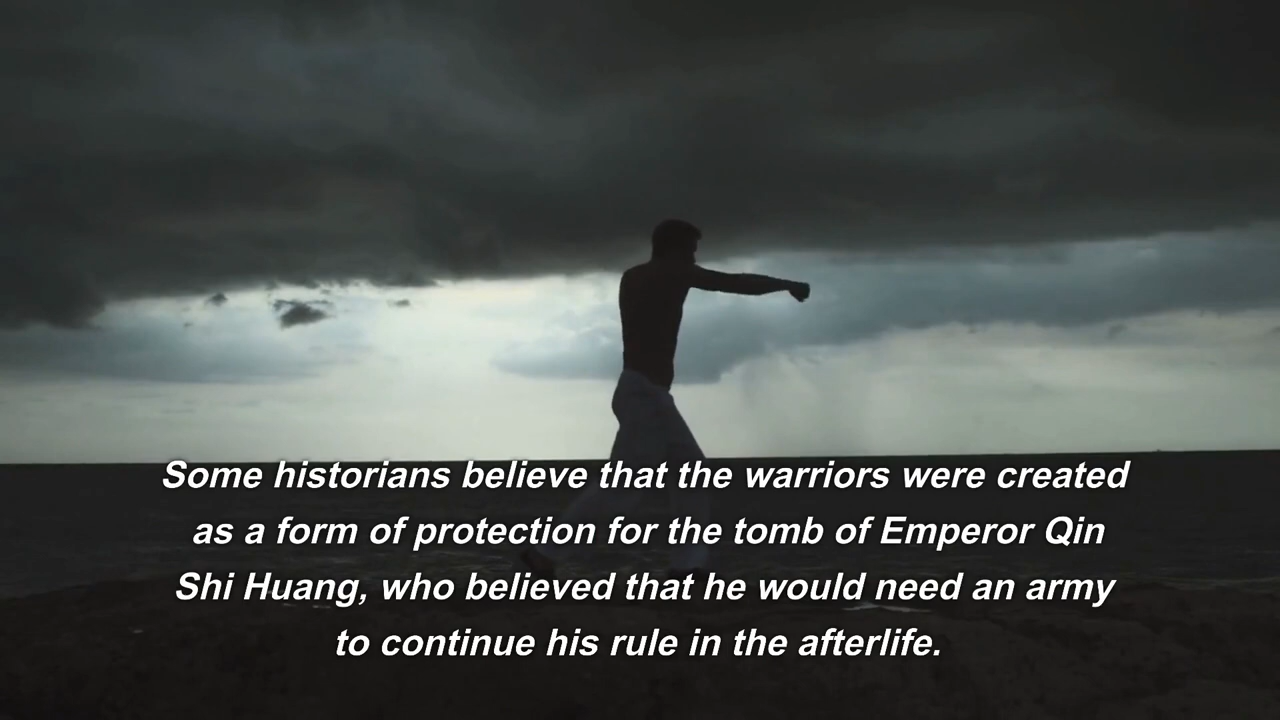 Some historians believe that the warriors were created
as a form of protection for the tomb of Emperor Qin
Shi Huang, who believed that he would need an army
to continue his rule in the afterlife.